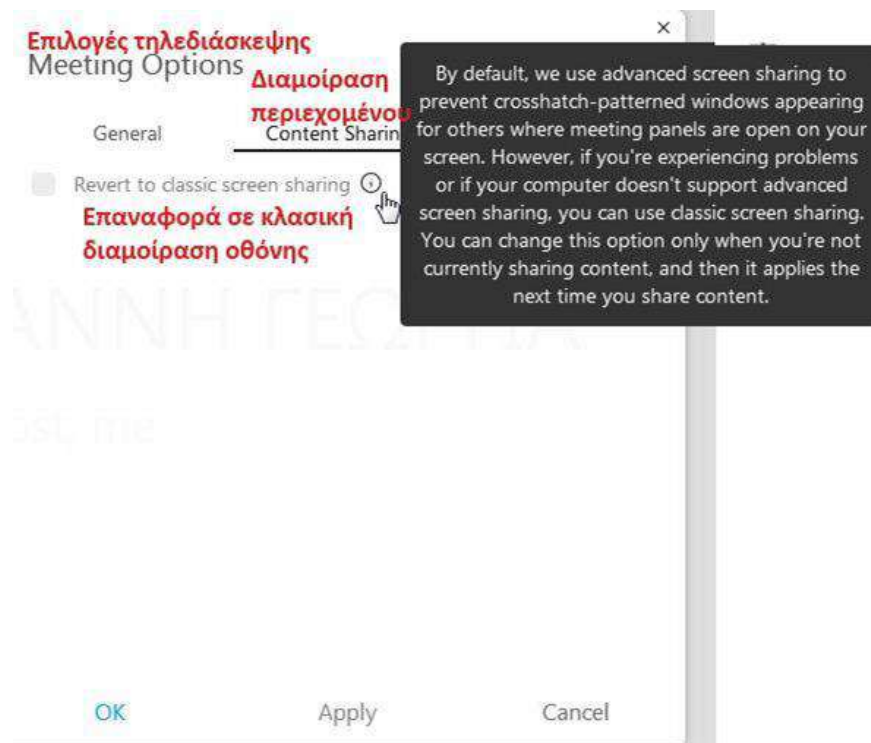 Επιλογές τηλεδιάσκεψης
Meeting Options
Διαμοίραση
περιεχομένου
General
Content Sharin
Revert to classic screen sharing
Επαναφορά σε κλασική
διαμοίραση οθόνης
By default, we use advanced screen sharing to
prevent crosshatch-patterned windows appearing
for others where meeting panels are open on your
screen. However, if you're experiencing problems
or if your computer doesn't support advanced
screen sharing, you can use classic screen sharing.
You can change this option only when you're not
currently sharing content, and then it applies the
next time you share content.
OK
Apply
Cancel